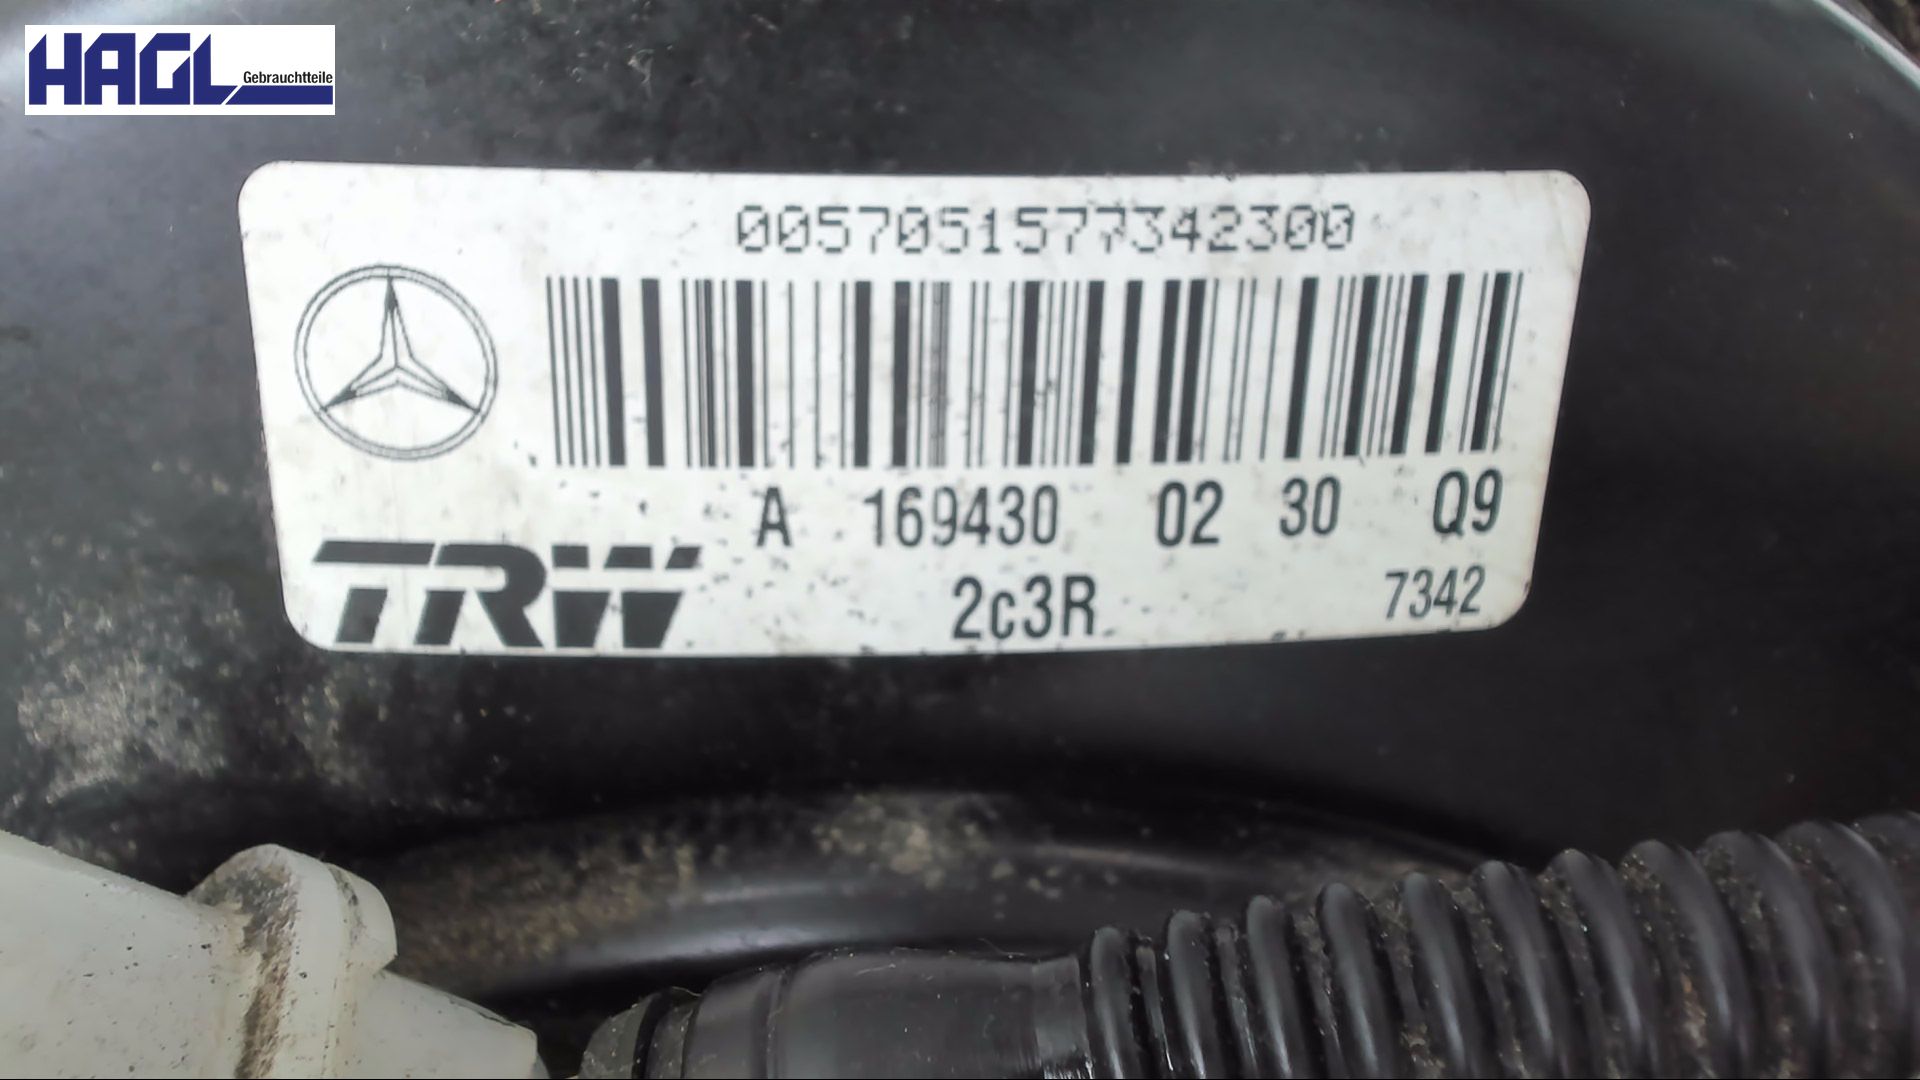 HAGL
Gebrauchtteile
0057051577342300
A 169430 02 30 Q9
TRW 2c3R 7342